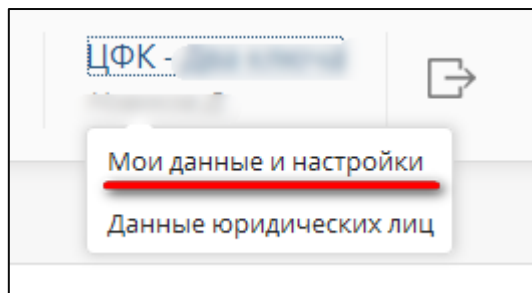 ЦФК -
Мои данные и настройки
Данные юридических лиц